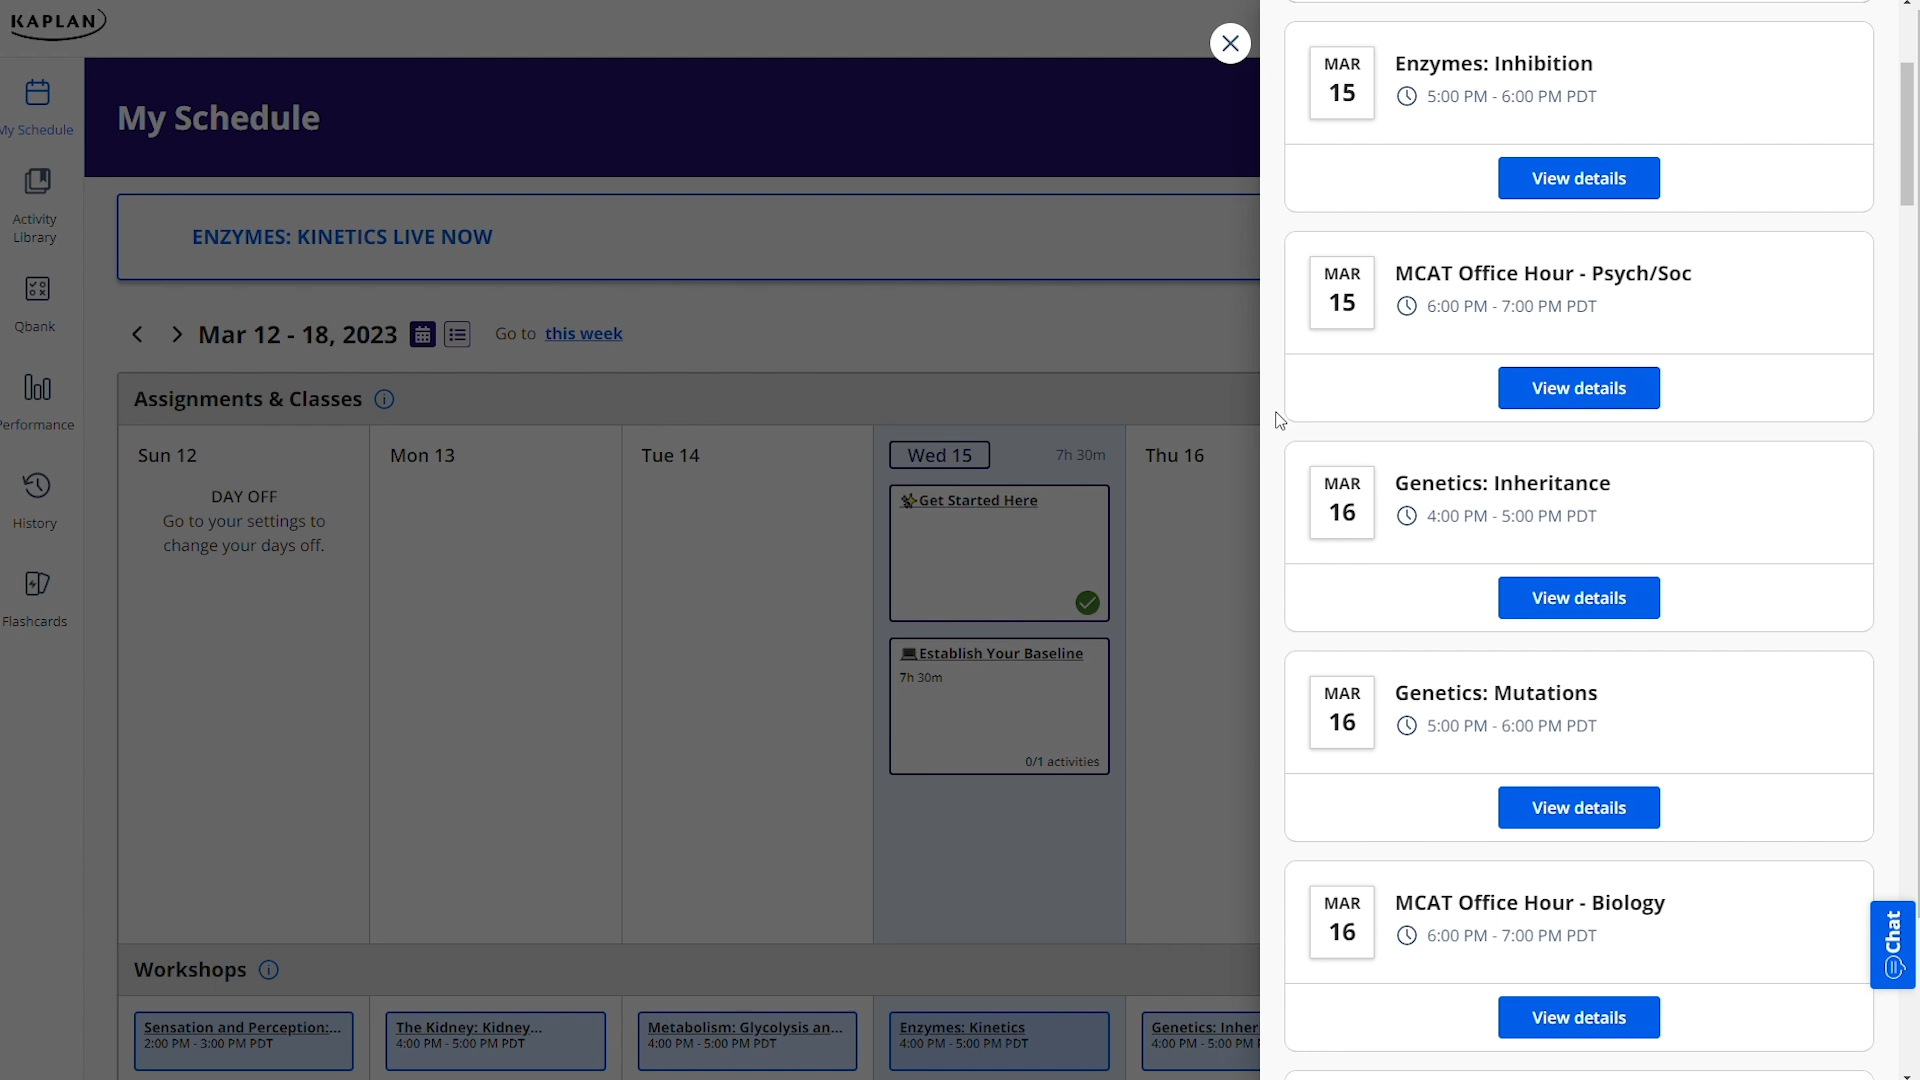 KAPLAN
My Schedule
Activity
Library
Qbank
Performance
History
Flashcards
My Schedule
ENZYMES: KINETICS LIVE NOW
Mar 12 - 18, 2023
Go to this week
Assignments & Classes
Sun 12
DAY OFF
Go to your settings to
change your days off.
Mon 13
Tue 14
Wed 15
7h 30m
Get Started Here
Establish Your Baseline
7h 30m
0/1 activities
Thu 16
Workshops
Sensation and Perception:...
2:00 PM - 3:00 PM PDT
The Kidney: Kidney...
4:00 PM - 5:00 PM PDT
Metabolism: Glycolysis an...
4:00 PM - 5:00 PM PDT
Enzymes: Kinetics
4:00 PM - 5:00 PM PDT
Genetics: Inher
4:00 PM - 5:00 PM
MAR
15
Enzymes: Inhibition
5:00 PM - 6:00 PM PDT
View details
MAR
15
MCAT Office Hour - Psych/Soc
6:00 PM - 7:00 PM PDT
View details
MAR
16
Genetics: Inheritance
4:00 PM - 5:00 PM PDT
View details
MAR
16
Genetics: Mutations
5:00 PM - 6:00 PM PDT
View details
MAR
16
MCAT Office Hour - Biology
6:00 PM - 7:00 PM PDT
View details
Chat